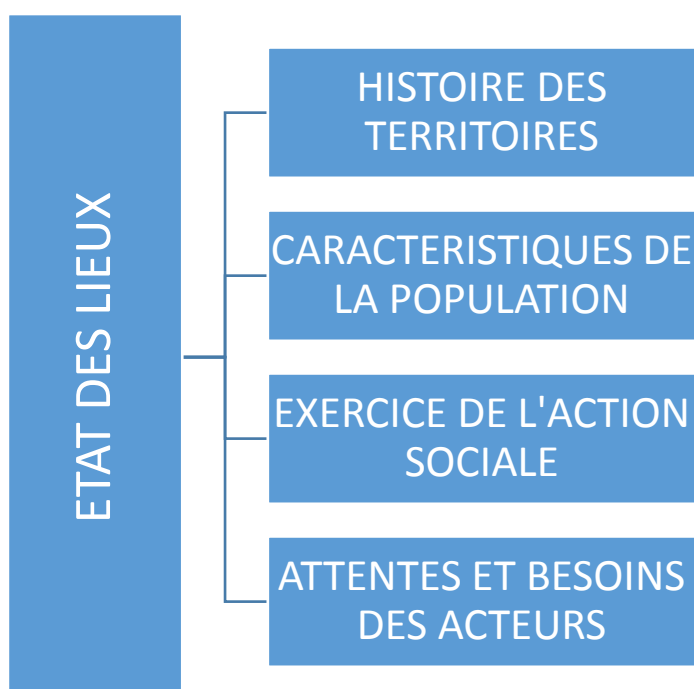 ETAT DES LIEUX
HISTOIRE DES
TERRITOIRES
CARACTERISTIQUES DE
LA POPULATION
EXERCICE DE L'ACTION
SOCIALE
ATTENTES ET BESOINS
DES ACTEURS